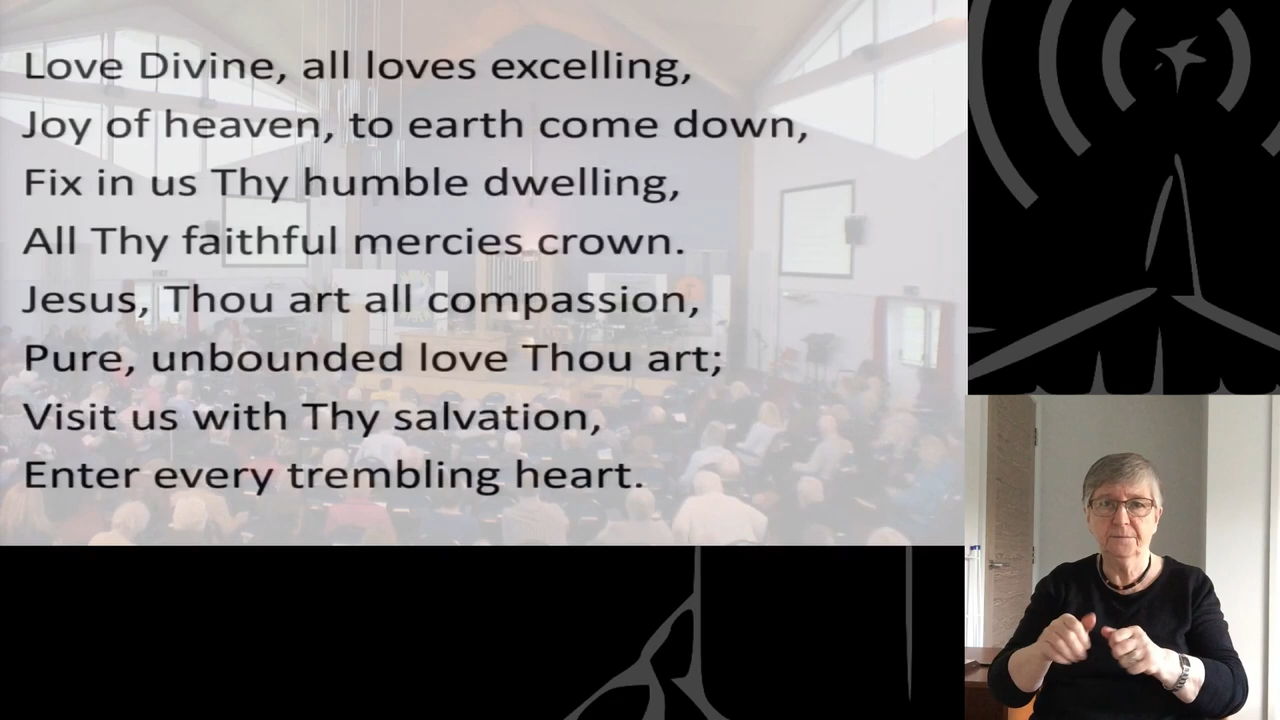 Love Divine, all loves excelling,
Joy of heaven, to earth come down,
Fix in us Thy humble dwelling,
All Thy faithful mercies crown.
Jesus, Thou art all compassion,
Pure, unbounded love Thou art;
Visit us with Thy salvation,
Enter every trembling heart.